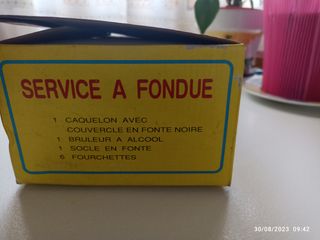 SERVICE A FONDUE
1 CAQUELON AVEC
COUVERCLE EN FONTE NOIRE
1 BRULEUR A ALCOOL
1 SOCLE EN FONTE
6 FOURCHETTES
30/08/2023 09:42